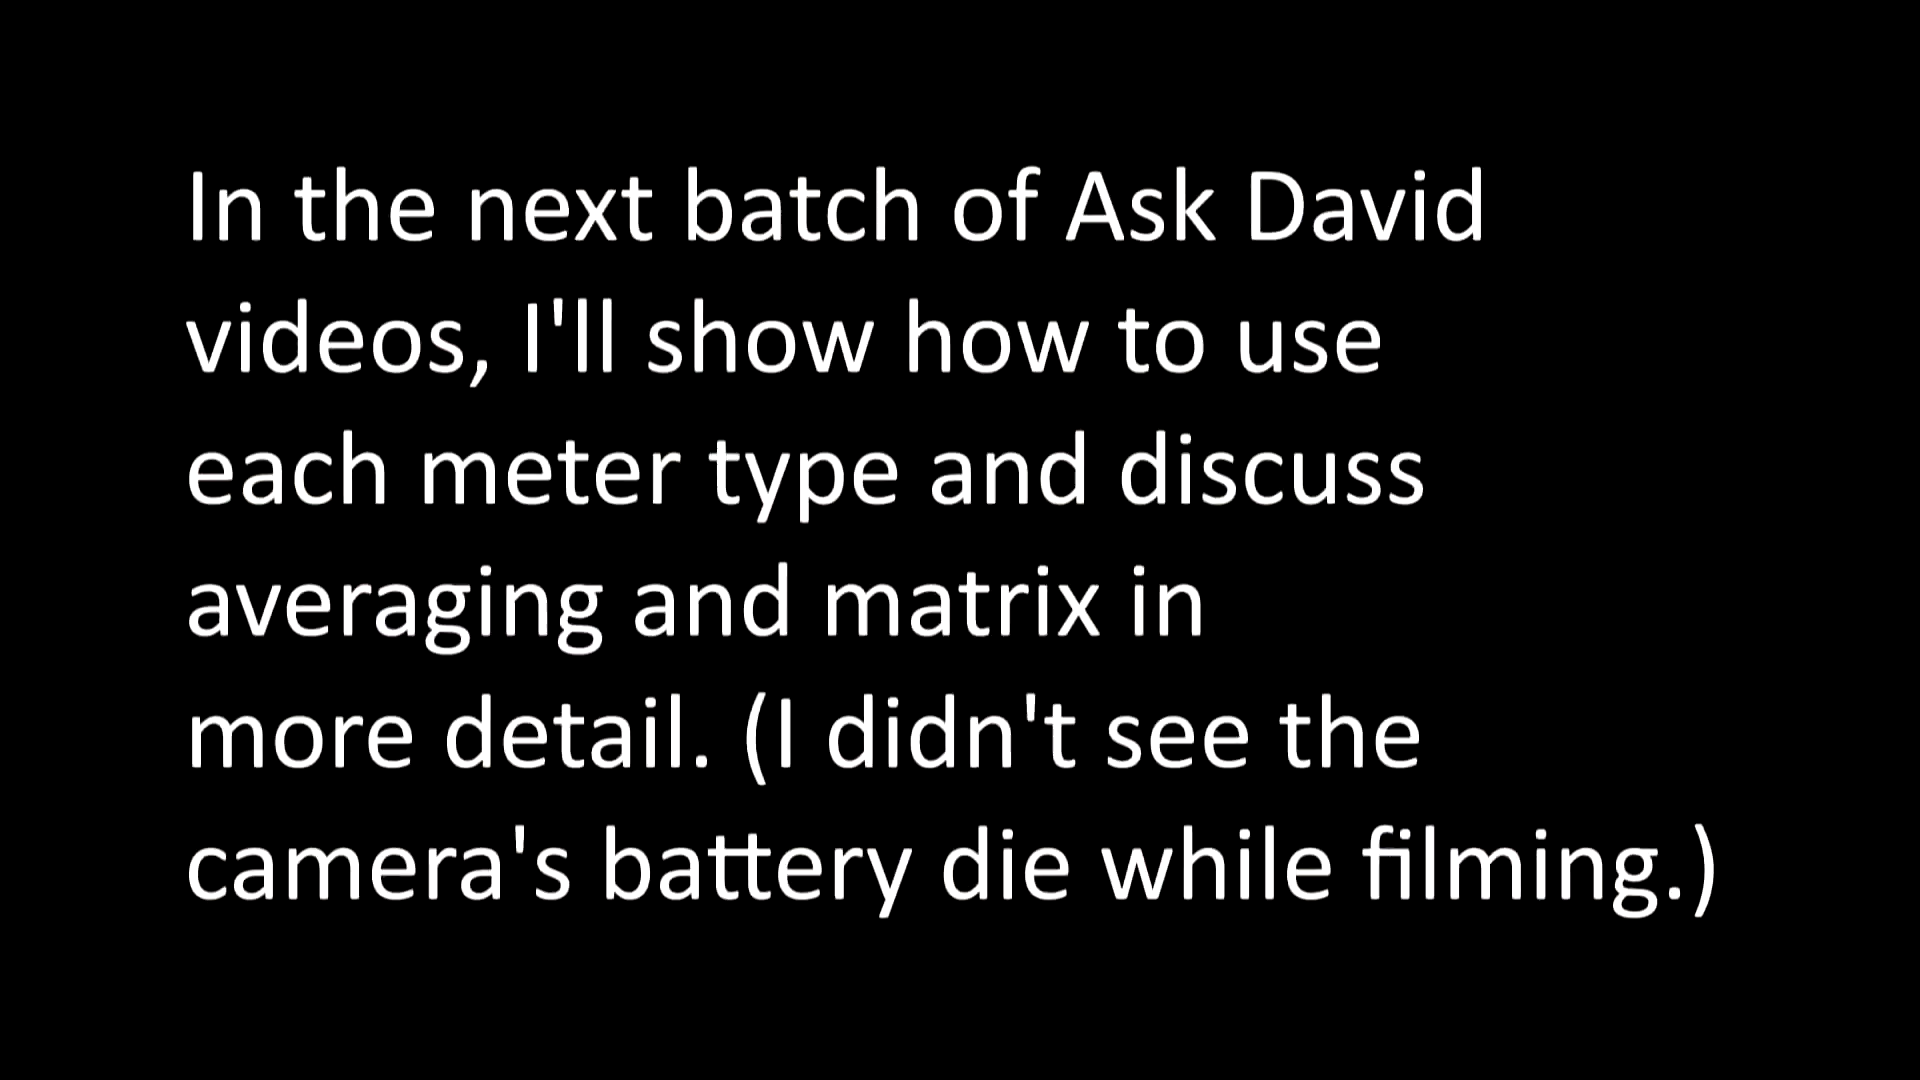 In the next batch of Ask David
videos, I'll show how to use
each meter type and discuss
averaging and matrix in
more detail. (I didn't see the
camera's battery die while filming.)